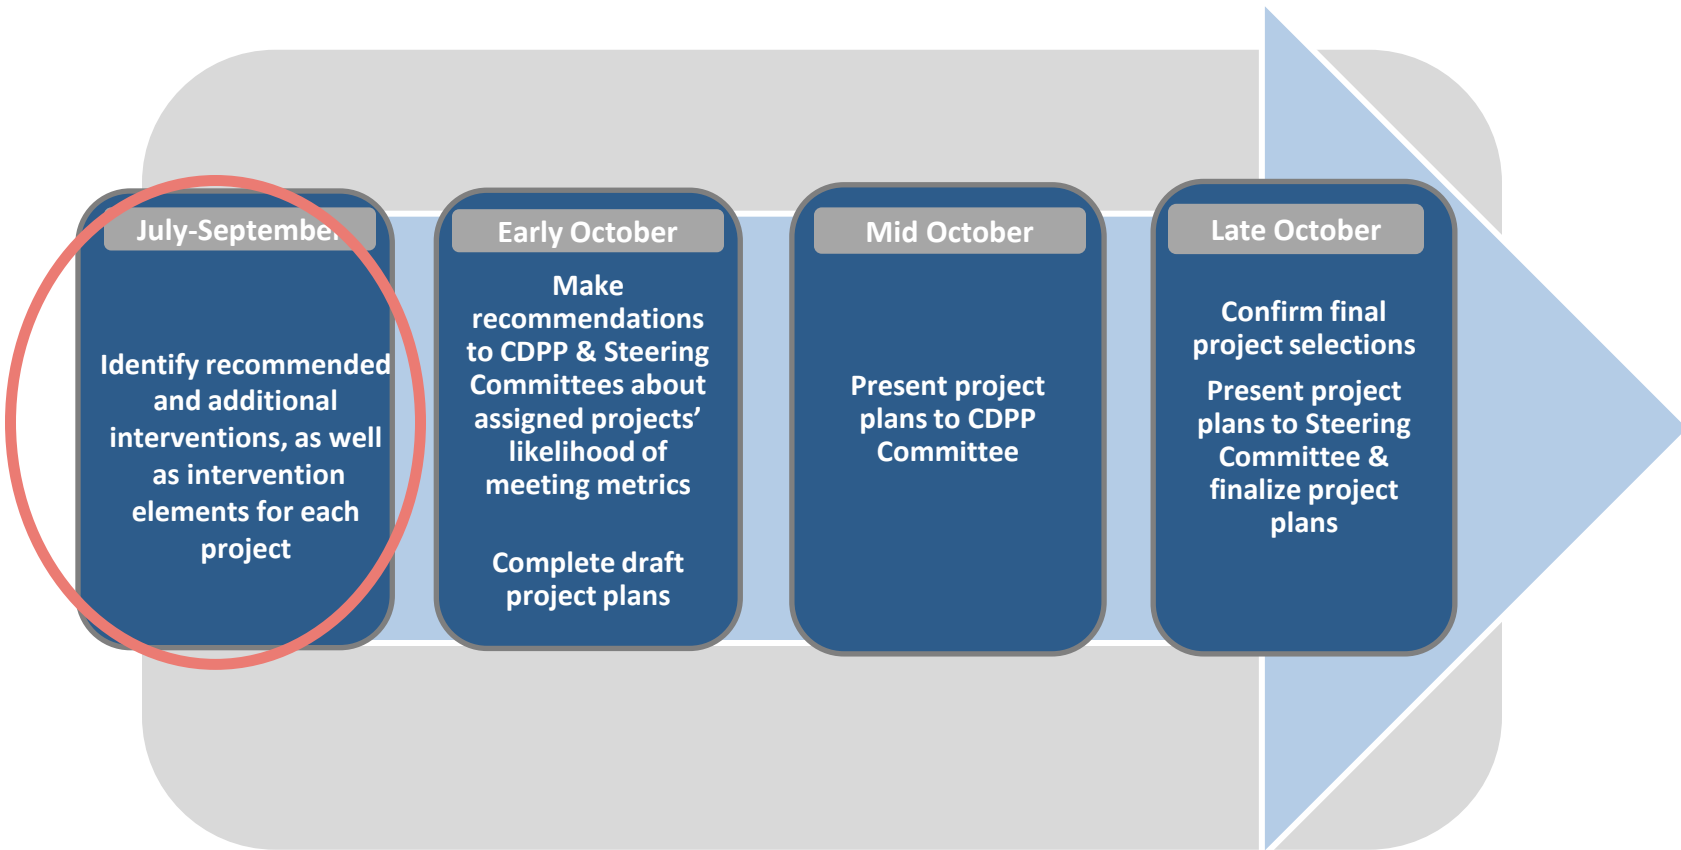 July-September
Identify recommended
and additional
interventions, as well
as intervention
elements for each
project
Early October
Make
recommendations
to CDPP & Steering
Committees about
assigned projects’
likelihood of
meeting metrics
Complete draft
project plans
Mid October
Present project
plans to CDPP
Committee
Late October
Confirm final
project selections
Present project
plans to Steering
Committee &
finalize project
plans